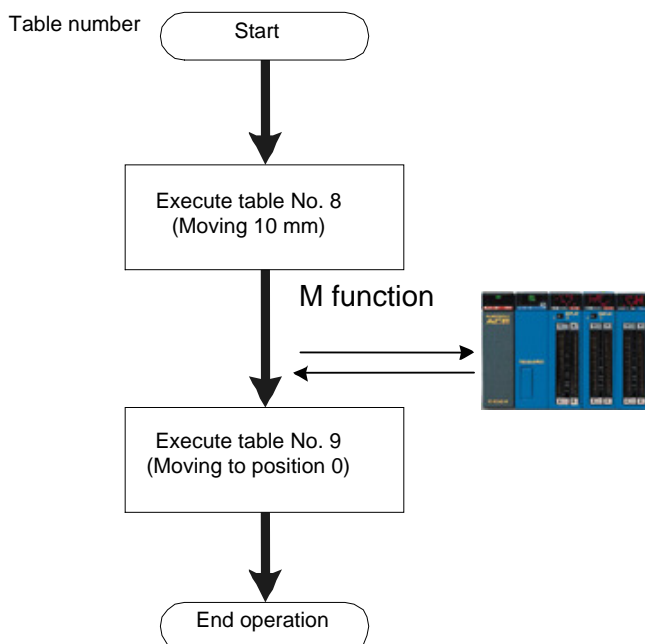 Table number
Start
Execute table No. 8
(Moving 10 mm)
M function
Execute table No. 9
(Moving to position 0)
End operation